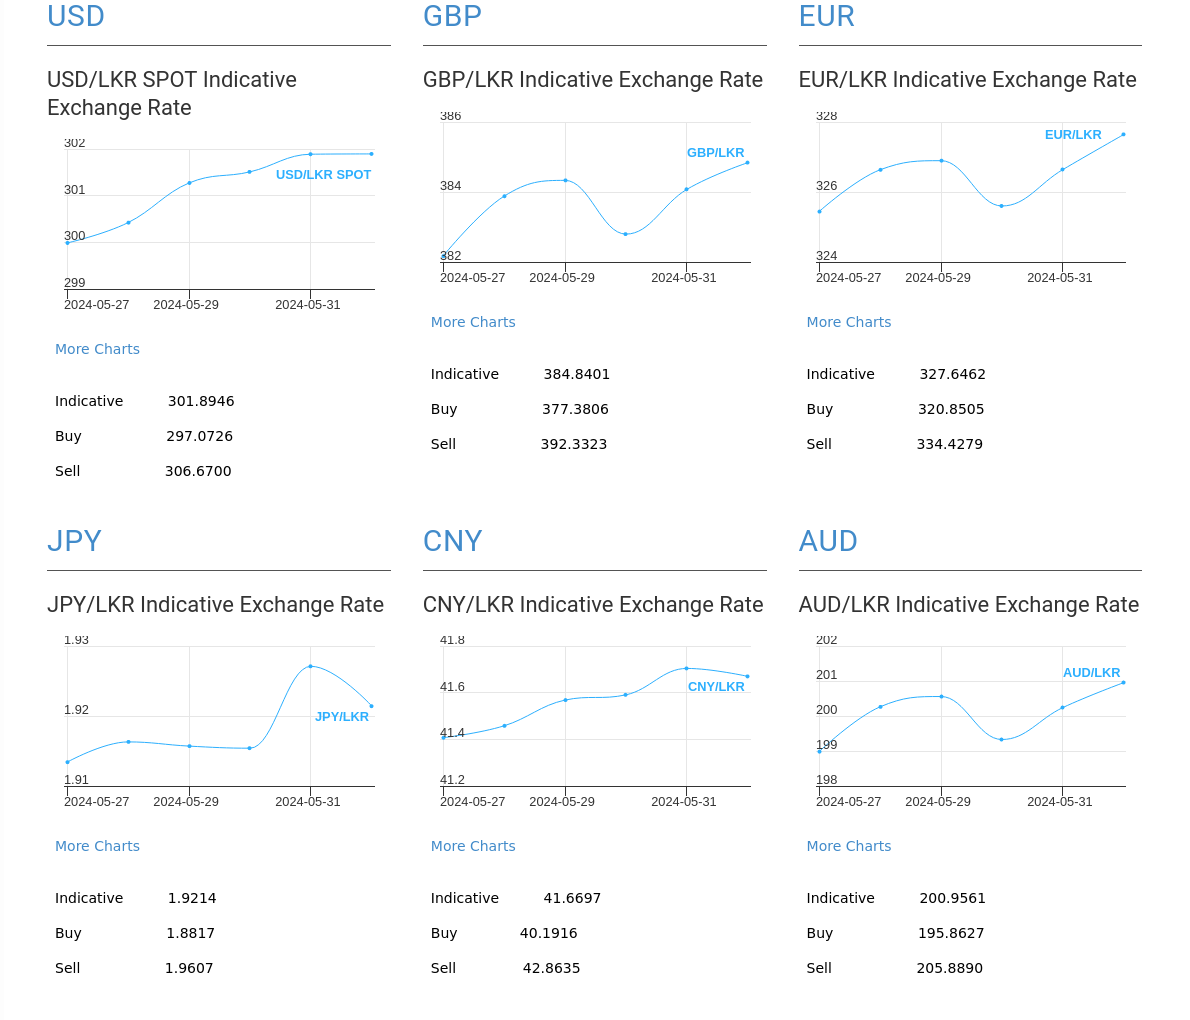 USD
USD/LKR SPOT Indicative
Exchange Rate
302
301
300
299
USD/LKR SPOT
2024-05-27 2024-05-29 2024-05-31
More Charts
Indicative 301.8946
Buy 297.0726
Sell 306.6700
GBP
GBP/LKR Indicative Exchange Rate
386
GBP/LKR
384
382
2024-05-27 2024-05-29 2024-05-31
More Charts
Indicative 384.8401
Buy 377.3806
Sell 392.3323
EUR
EUR/LKR Indicative Exchange Rate
328
EUR/LKR
326
324
2024-05-27 2024-05-29 2024-05-31
More Charts
Indicative 327.6462
Buy 320.8505
Sell 334.4279
JPY
JPY/LKR Indicative Exchange Rate
1.93
1.92
JPY/LKR
1.91
2024-05-27 2024-05-29 2024-05-31
More Charts
Indicative 1.9214
Buy 1.8817
Sell 1.9607
CNY
CNY/LKR Indicative Exchange Rate
41.8
41.6
CNY/LKR
41.4
41.2
2024-05-27 2024-05-29 2024-05-31
More Charts
Indicative 41.6697
Buy 40.1916
Sell 42.8635
AUD
AUD/LKR Indicative Exchange Rate
202
AUD/LKR
201
200
199
198
2024-05-27 2024-05-29 2024-05-31
More Charts
Indicative 200.9561
Buy 195.8627
Sell 205.8890